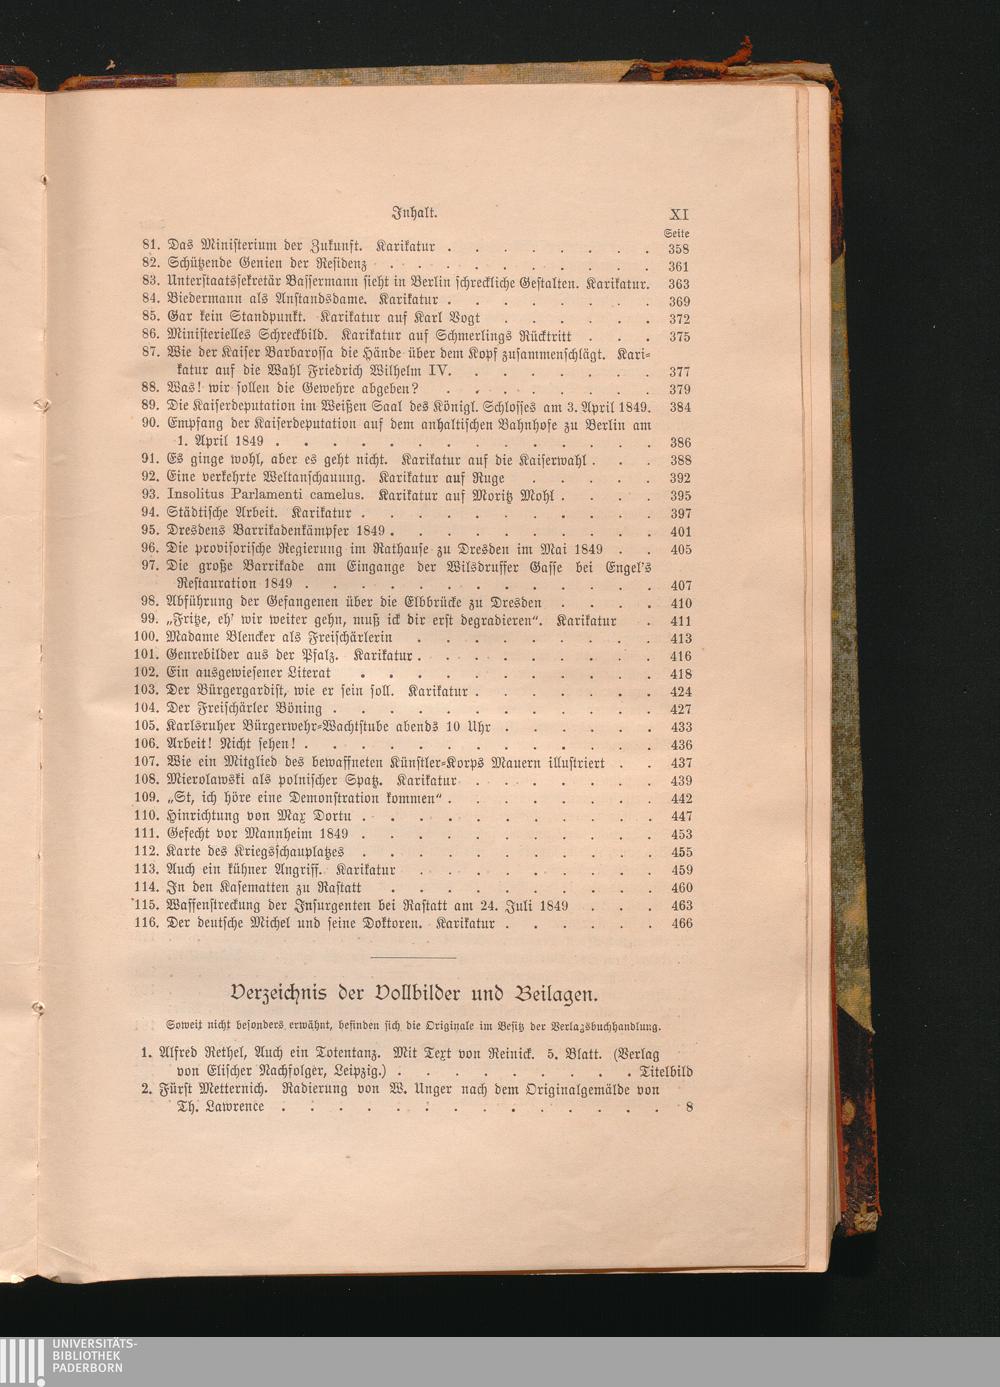 Inhalt. XI
Seite
81. Das Ministerium der Zukunft. Karikatur . . . . . . . 358
82. Schützende Genien der Residenz . . . . . . . . . . 361
83. Unterstaatssekretär Bassermann sieht in Berlin schreckliche Gestalten. Karikatur. 363
84. Biedermann als Anstandsdame. Karikatur . . . . . . . 369
85. Gar kein Standpunkt. Karikatur auf Karl Vogt . . . . . . 372
86. Ministerielles Schreckbild. Karikatur auf Schmerlings Rücktritt . . . 375
87. Wie der Kaiser Barbarossa die Hände über dem Kopf zusammenschlägt. Kari-
katur auf die Wahl Friedrich Wilhelm IV. . . . . . . . 377
88. Was! wir sollen die Gewehre abgeben? . . . . . . . . 379
89. Die Kaiserdeputation im Weißen Saal des Königl. Schlosses am 3. April 1849. 384
90. Empfang der Kaiserdeputation auf dem anhaltischen Bahnhofe zu Berlin am
1. April 1849 . . . . . . . . . . . . . . 386
91. Es ginge wohl, aber es geht nicht. Karikatur auf die Kaiserwahl . . . 388
92. Eine verkehrte Weltanschauung. Karikatur auf Ruge . . . . . 392
93. Insolitus Parlamenti camelus. Karikatur auf Moritz Mohl . . . . 395
94. Städtische Arbeit. Karikatur . . . . . . . . . . . 397
95. Dresdens Barrikadenkämpfer 1849 . . . . . . . . . . 401
96. Die provisorische Regierung im Rathause zu Dresden im Mai 1849 . . 405
97. Die große Barrikade am Eingange der Wilsdruffer Gasse bei Engel's
Restauration 1849 . . . . . . . . . . . . . 407
98. Abführung der Gefangenen über die Elbbrücke zu Dresden . . . . 410
99. „Fritze, eh' wir weiter gehn, muß ick dir erst degradieren“. Karikatur . 411
100. Madame Blencker als Freischärlerin . . . . . . . . . 413
101. Genrebilder aus der Pfalz. Karikatur . . . . . . . . . 416
102. Ein ausgewiesener Literat . . . . . . . . . . . 418
103. Der Bürgergardist, wie er sein soll. Karikatur . . . . . . . 424
104. Der Freischärler Böning . . . . . . . . . . . . 427
105. Karlsruher Bürgerwehr-Wachtstube abends 10 Uhr . . . . . . 433
106. Arbeit! Nicht sehen! . . . . . . . . . . . . . 436
107. Wie ein Mitglied des bewaffneten Künstler-Korps Mauern illustriert . . 437
108. Mierolawski als polnischer Spatz. Karikatur . . . . . . . 439
109. „St, ich höre eine Demonstration kommen“ . . . . . . . . 442
110. Hinrichtung von Max Dortu . . . . . . . . . . . 447
111. Gefecht vor Mannheim 1849 . . . . . . . . . . . 453
112. Karte des Kriegsschauplatzes . . . . . . . . . . . 455
113. Auch ein kühner Angriff. Karikatur . . . . . . . . . 459
114. In den Kasematten zu Rastatt . . . . . . . . . . 460
115. Waffenstreckung der Insurgenten bei Rastatt am 24. Juli 1849 . . . 463
116. Der deutsche Michel und seine Doktoren. Karikatur . . . . . . 466
Verzeichnis der Vollbilder und Beilagen.
Soweit nicht besonders erwähnt, befinden sich die Originale im Besitz der Verlagsbuchhandlung.
1. Alfred Rethel, Auch ein Totentanz. Mit Text von Reinick. 5. Blatt. (Verlag
von Elischer Nachfolger, Leipzig.) . . . . . . . . . Titelbild
2. Fürst Metternich. Radierung von W. Unger nach dem Originalgemälde von
Th. Lawrence . . . . . . . . . . . . . . 8
UNIVERSITÄTS-
BIBLIOTHEK
PADERBORN